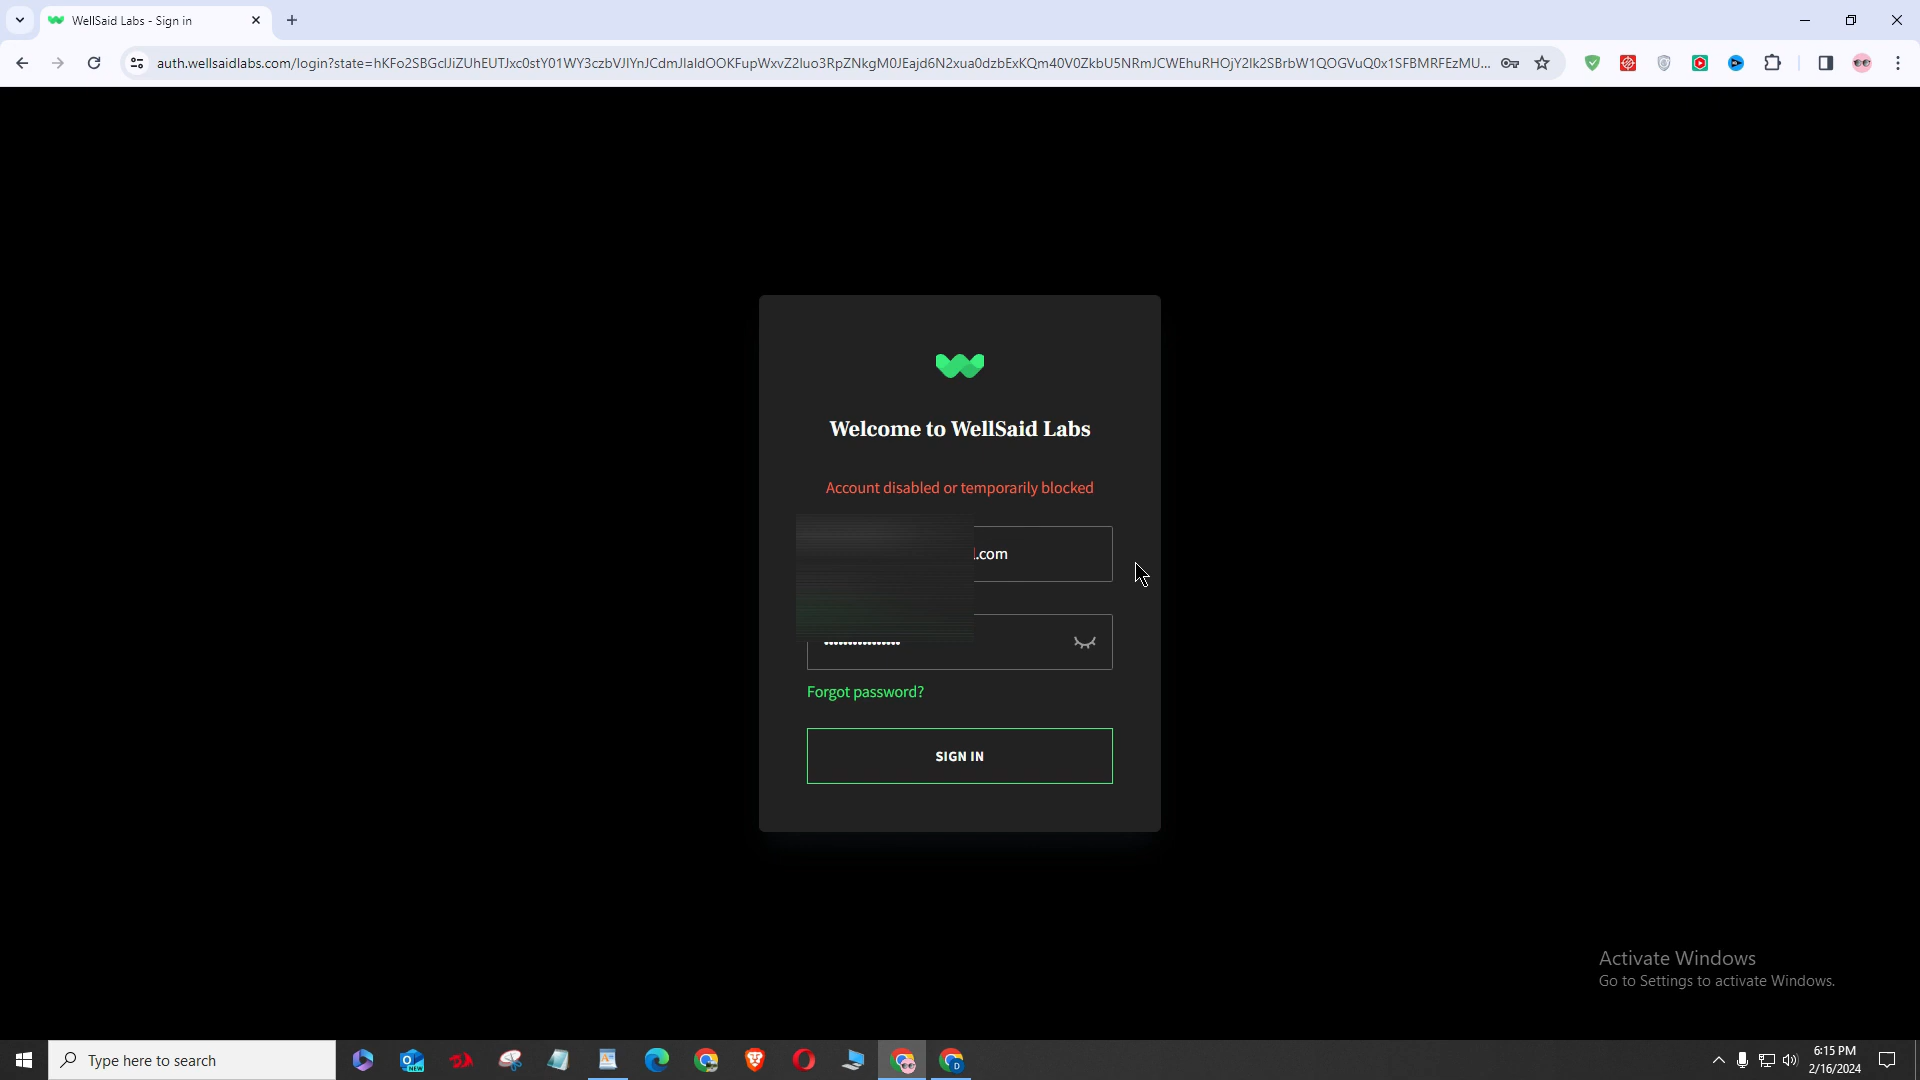 WellSaid Labs - Sign in
auth.wellsaidlabs.com/login?state=
Welcome to WellSaid Labs
Account disabled or temporarily blocked
.com
Forgot password?
SIGN IN
Activate Windows
Go to Settings to activate Windows.
Type here to search
NEW
D
6:15 PM
2/16/2024